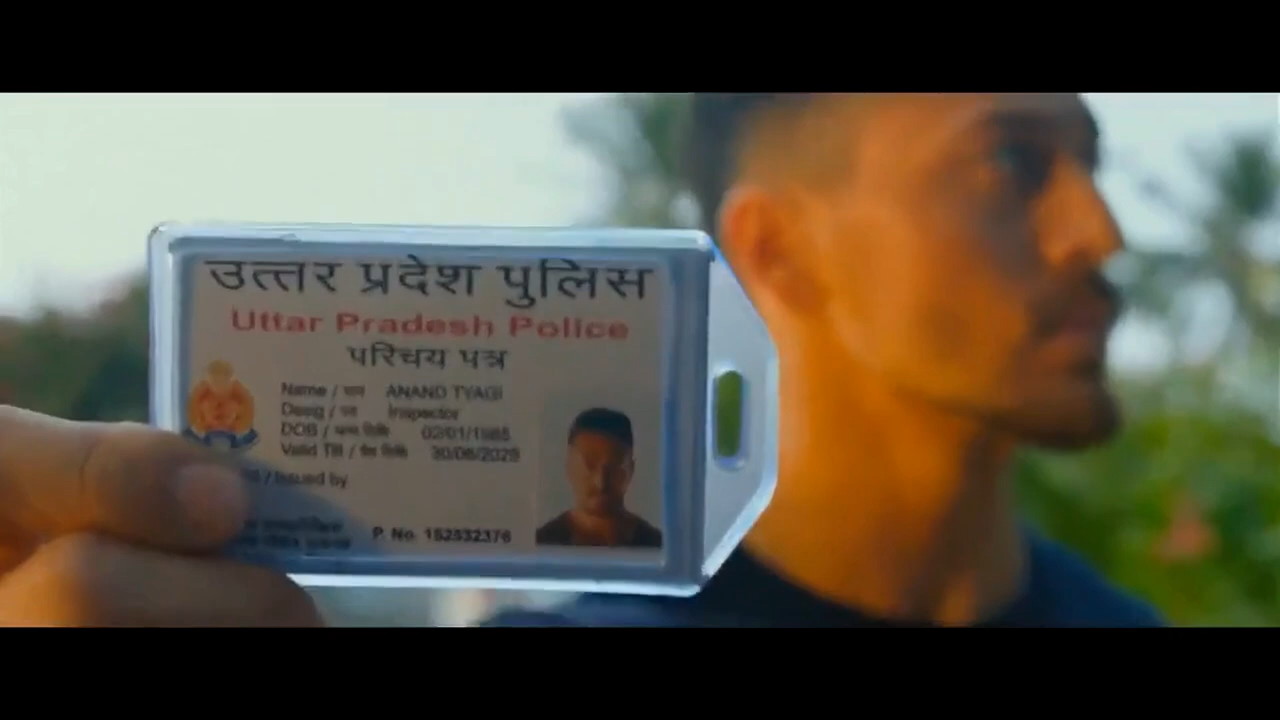 उत्तर प्रदेश पुलिस
Uttar Pradesh Police
परिचय पत्र
Name / नाम ANAND TYAGI
Desg / पद Inspector
DOB / जन्म तिथि 02/01/1985
Valid Till / वैध तिथि 30/06/2029
/ Issued by
P. No. 152532376